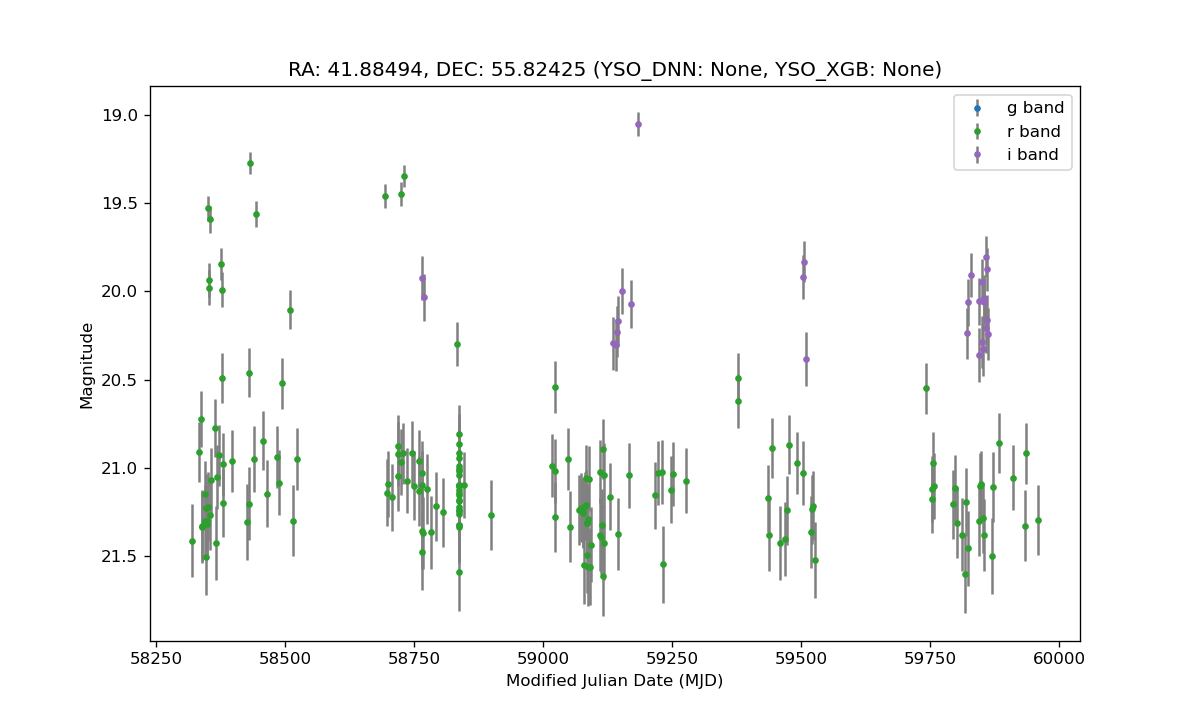 RA: 41.88494, DEC: 55.82425 (YSO_DNN: None, YSO_XGB: None)
g band
r band
i band
19.0
19.5
20.0
20.5
21.0
21.5
Magnitude
58250 58500 58750 59000 59250 59500 59750 60000
Modified Julian Date (MJD)